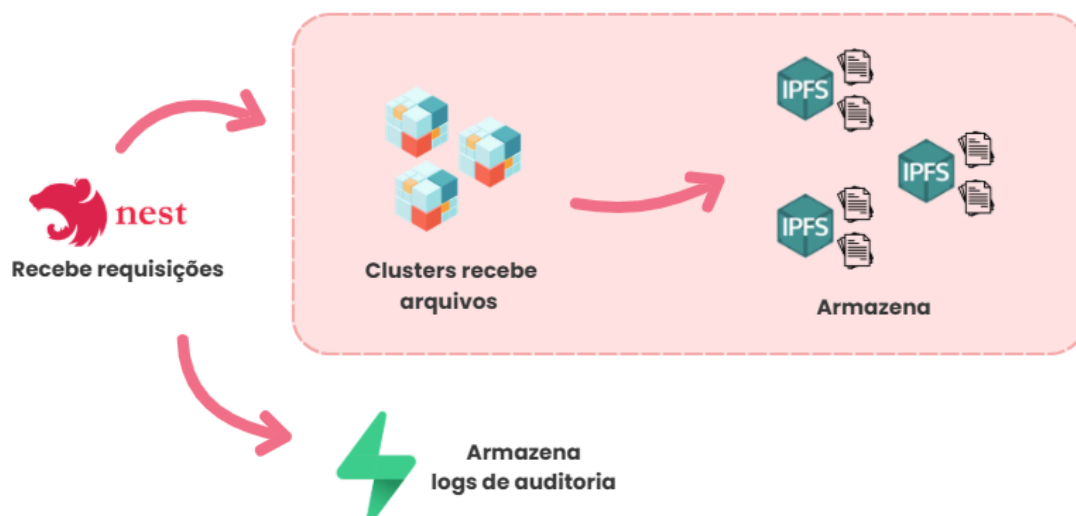 IPFS
IPFS
nest
Recebe requisições
Clusters recebe
arquivos
IPFS
Armazena
Armazena
logs de auditoria